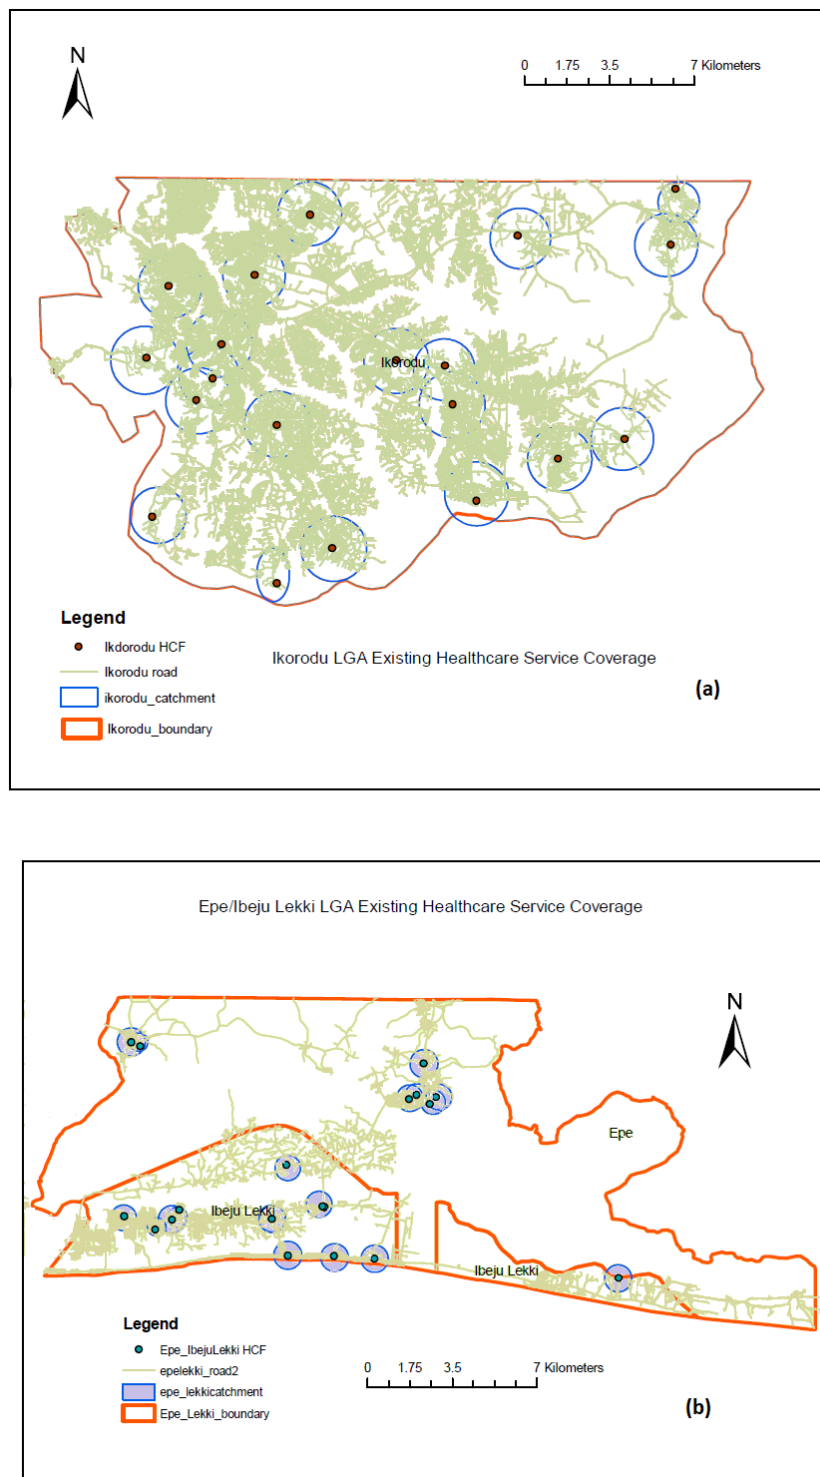 N
0 1.75 3.5 7 Kilometers
Ikorodu
Legend
Ikdorodu HCF
Ikorodu road
ikorodu_catchment
Ikorodu_boundary
Ikorodu LGA Existing Healthcare Service Coverage
(a)
Epe/Ibeju Lekki LGA Existing Healthcare Service Coverage
N
Epe
Ibeju Lekki
Ibeju Lekki
Legend
Epe_IbejuLekki HCF
epelekki_road2
epe_lekkicatchment
Epe_Lekki_boundary
0 1.75 3.5 7 Kilometers
(b)